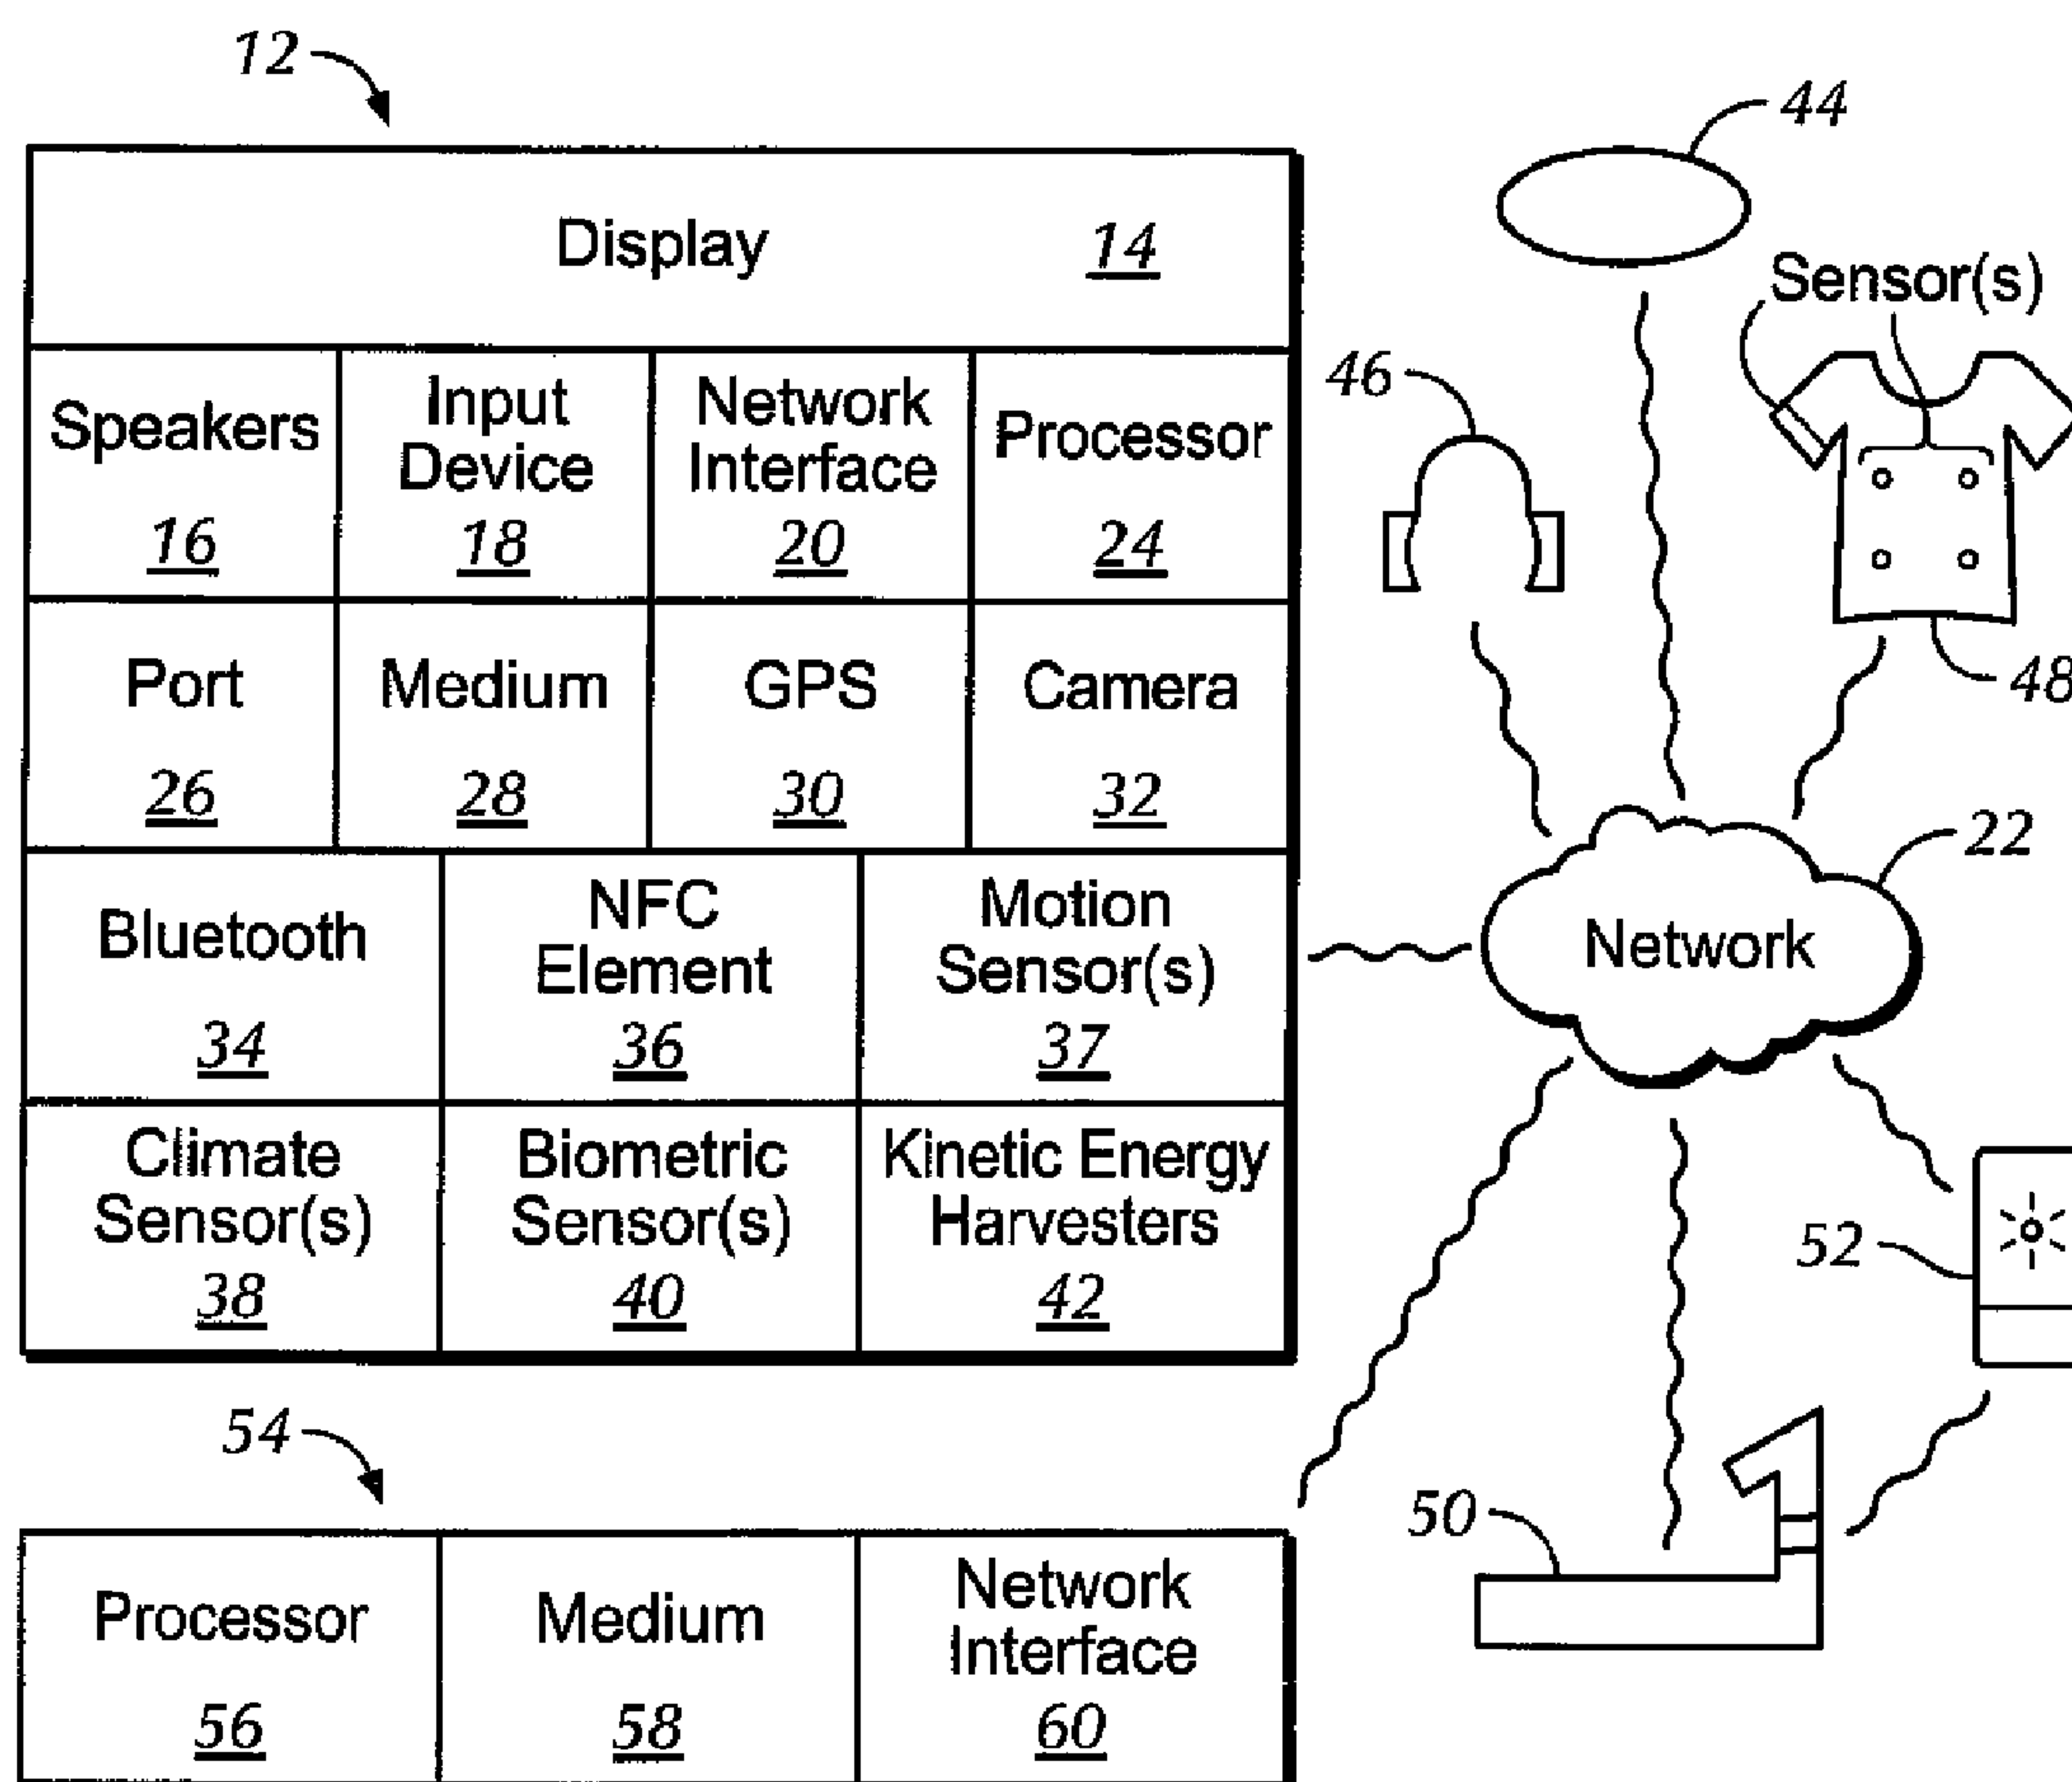 12
44
Display 14
Sensor(s)
46
Speakers
16
Input
Device
18
Network
Interface
20
Processor
24
48
Port
26
Medium
28
GPS
30
Camera
32
22
Network
Bluetooth
34
NFC
Element
36
Motion
Sensor(s)
37
Climate
Sensor(s)
38
Biometric
Sensor(s)
40
Kinetic Energy
Harvesters
42
52
54
50
Processor
56
Medium
58
Network
Interface
60